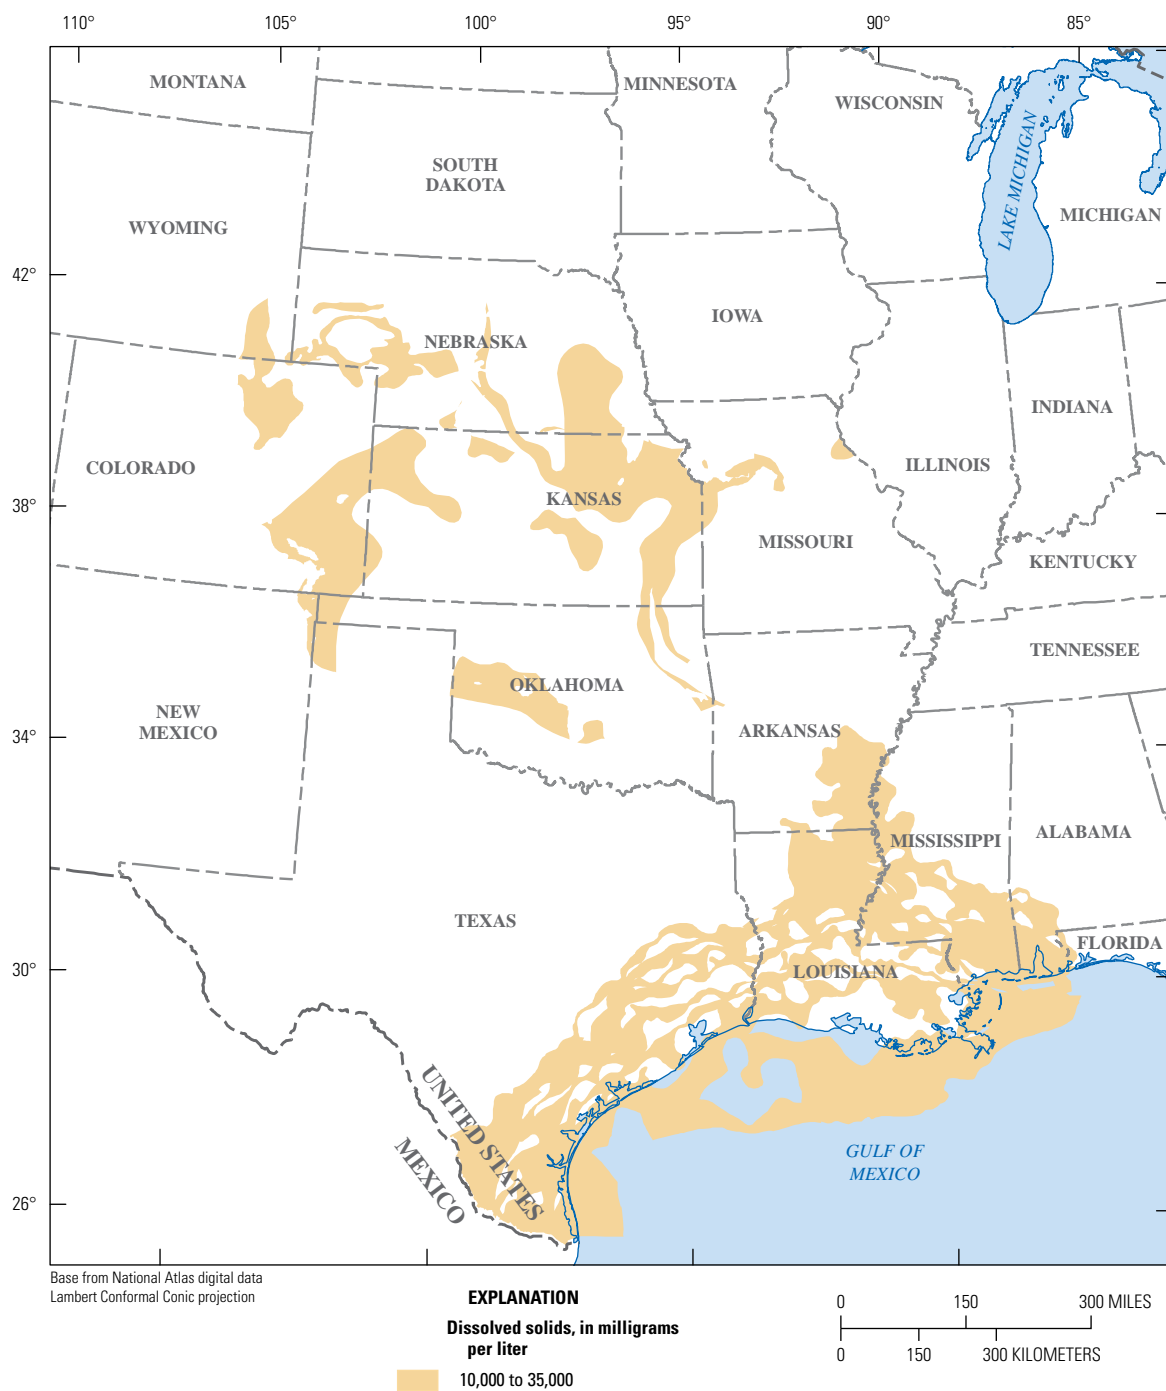 110°
105°
100°
95°
90°
85°
MONTANA
MINNESOTA
WISCONSIN
SOUTH
DAKOTA
LAKE MICHIGAN
MICHIGAN
WYOMING
42°
IOWA
NEBRASKA
INDIANA
ILLINOIS
COLORADO
KANSAS
38°
MISSOURI
KENTUCKY
TENNESSEE
OKLAHOMA
NEW
MEXICO
ARKANSAS
34°
MISSISSIPPI
ALABAMA
TEXAS
FLORIDA
LOUISIANA
30°
UNITED STATES
MEXICO
GULF OF
MEXICO
26°
Base from National Atlas digital data
Lambert Conformal Conic projection
EXPLANATION
Dissolved solids, in milligrams
per liter
10,000 to 35,000
0 150 300 MILES
0 150 300 KILOMETERS